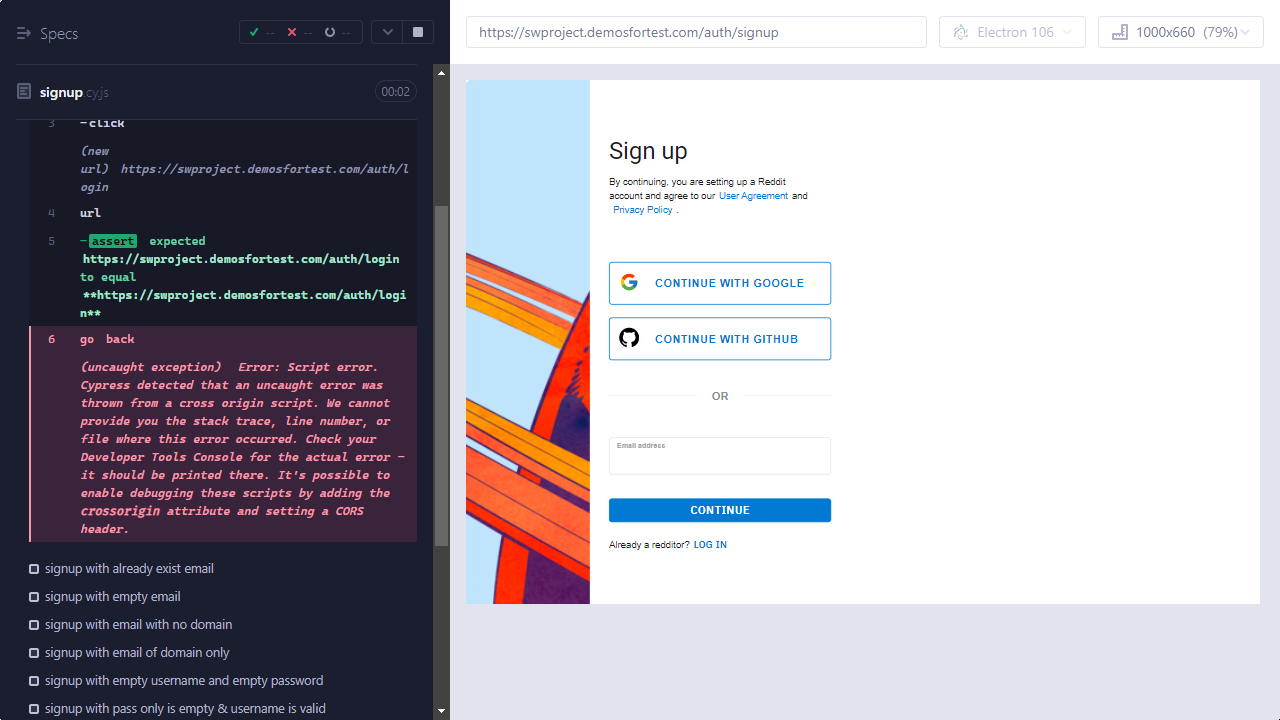 Specs
-- -- --
https://swproject.demosfortest.com/auth/signup
Electron 106
1000x660 (79%)
signup.cy.js
00:02
3 -click
(new
url) https://swproject.demosfortest.com/auth/l
ogin
4 url
5 -assert expected
https://swproject.demosfortest.com/auth/login
to equal
**https://swproject.demosfortest.com/auth/logi
n**
6 go back
(uncaught exception) Error: Script error.
Cypress detected that an uncaught error was
thrown from a cross origin script. We cannot
provide you the stack trace, line number, or
file where this error occurred. Check your
Developer Tools Console for the actual error -
it should be printed there. It's possible to
enable debugging these scripts by adding the
crossorigin attribute and setting a CORS
header.
signup with already exist email
signup with empty email
signup with email with no domain
signup with email of domain only
signup with empty username and empty password
signup with pass only is empty & username is valid
Sign up
By continuing, you are setting up a Reddit
account and agree to our User Agreement and
Privacy Policy .
CONTINUE WITH GOOGLE
CONTINUE WITH GITHUB
OR
Email address
CONTINUE
Already a redditor? LOG IN